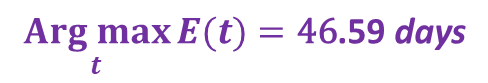 Arg max E(t) = 46.59 days
t